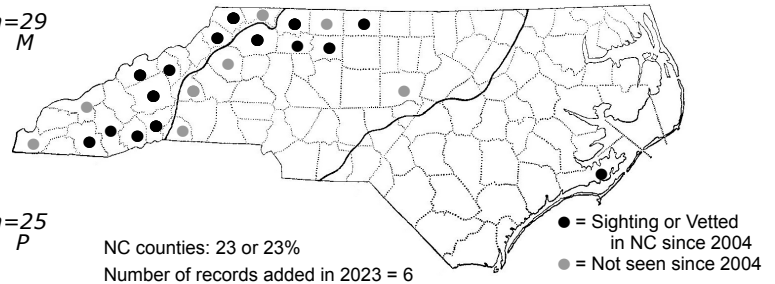 =29
M
=25
P
NC counties: 23 or 23%
Number of records added in 2023 = 6
● = Sighting or Vetted
in NC since 2004
● = Not seen since 2004